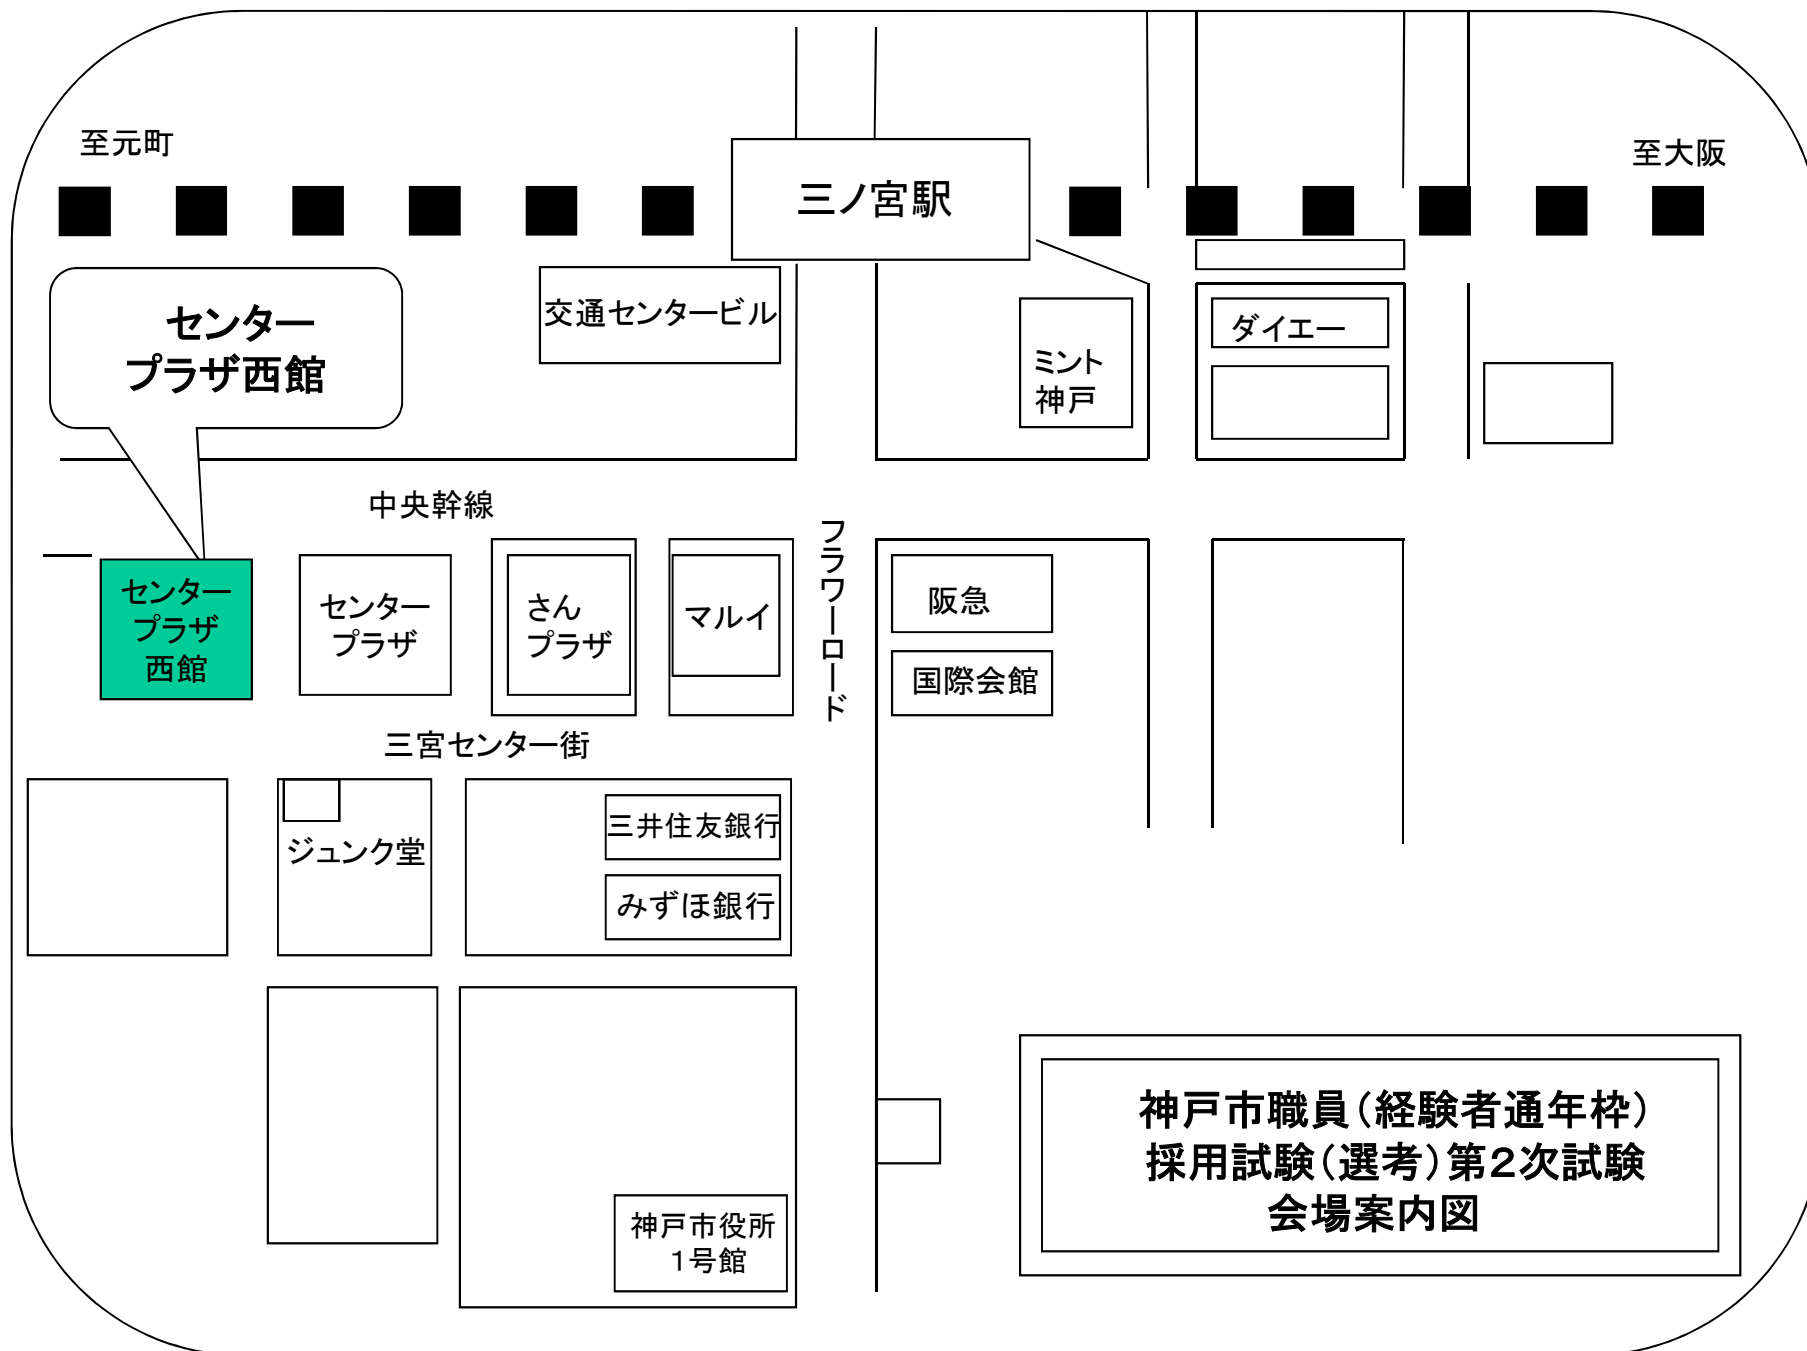 至元町
至大阪
三ノ宮駅
センター
プラザ西館
交通センタービル
ミント
神戸
ダイエー
中央幹線
フラワーロード
センター
プラザ
西館
センター
プラザ
さん
プラザ
マルイ
阪急
国際会館
三宮センター街
ジュンク堂
三井住友銀行
みずほ銀行
神戸市役所
1号館
神戸市職員（経験者通年枠）
採用試験（選考）第２次試験
会場案内図